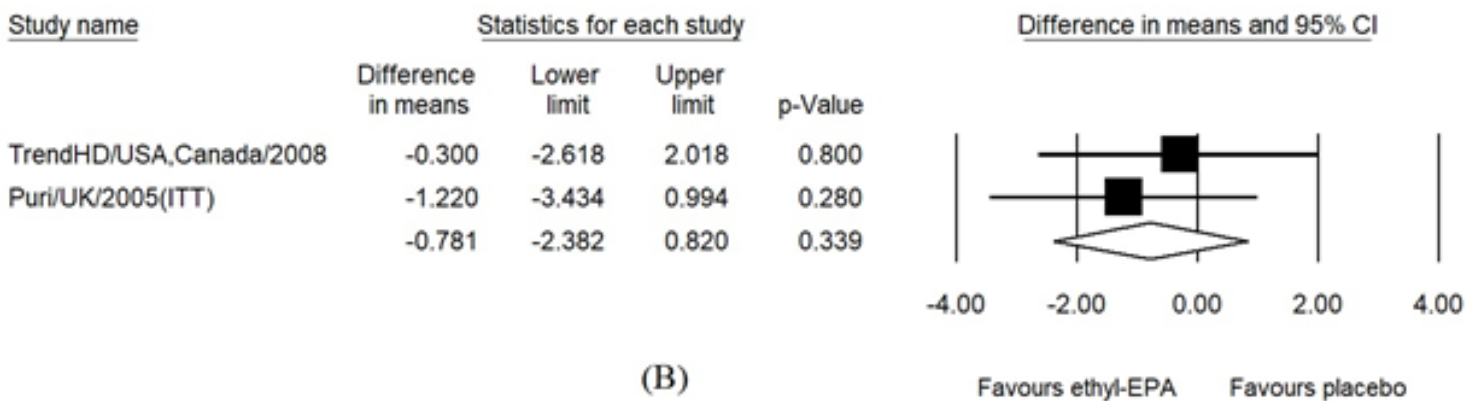 Study name Statistics for each study Difference in means and 95% CI
Difference Lower Upper
in means limit limit p-Value
TrendHD/USA,Canada/2008 -0.300 -2.618 2.018 0.800
Puri/UK/2005(ITT) -1.220 -3.434 0.994 0.280
-0.781 -2.382 0.820 0.339
-4.00 -2.00 0.00 2.00 4.00
(B) Favours ethyl-EPA Favours placebo